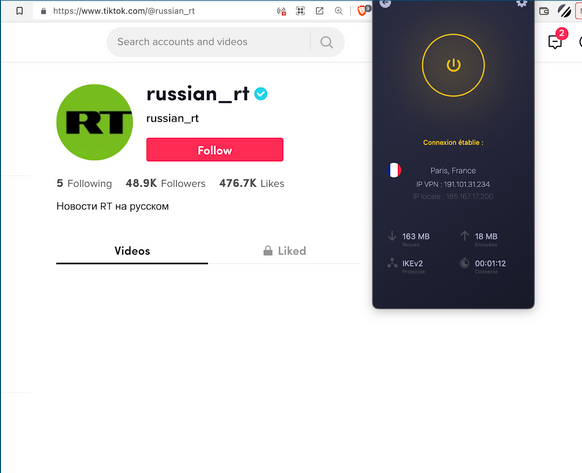 https://www.tiktok.com/@russian_rt
2
Search accounts and videos
RT
russian_rt
russian_rt
Follow
5 Following 48.9K Followers 476.7K Likes
Новости RT на русском
Videos
Liked
Connexion établie :
Paris, France
IP VPN : 191.101.31.234
IP locale : 185.167.17.200
163 MB
18 MB
IKEv2
Protocole
00:01:12
Connecté